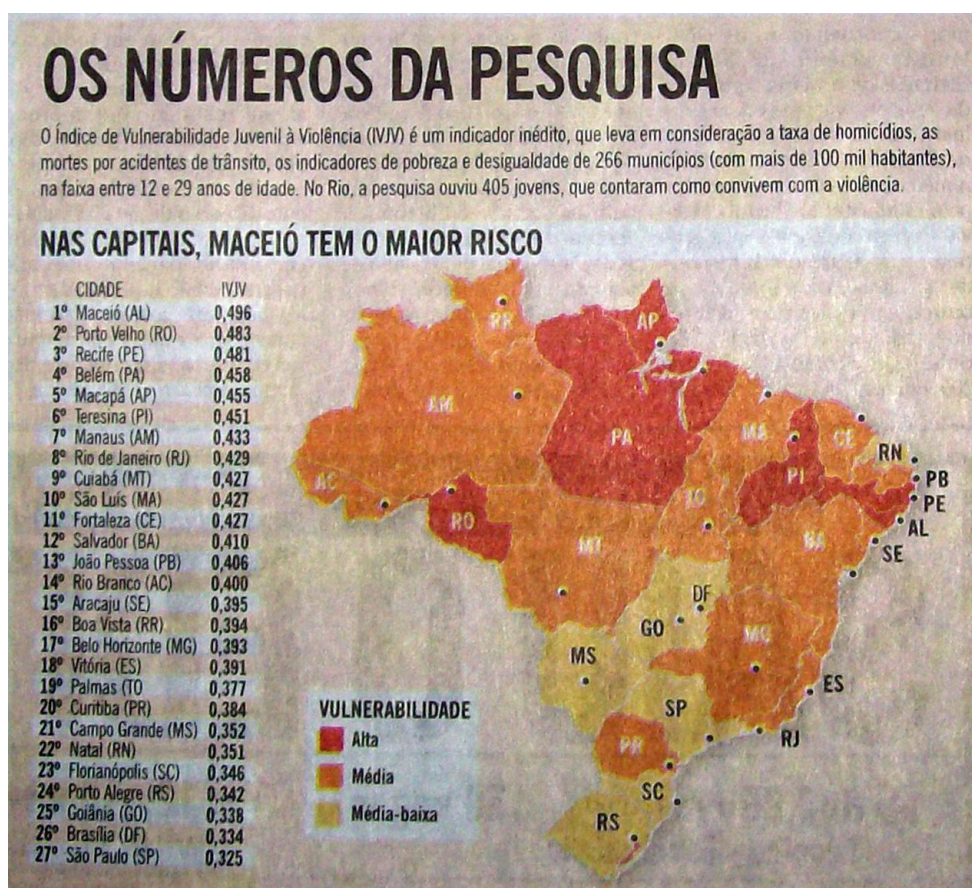 OS NÚMEROS DA PESQUISA
O Índice de Vulnerabilidade Juvenil à Violência (IVJV) é um indicador inédito, que leva em consideração a taxa de homicídios, as
mortes por acidentes de trânsito, os indicadores de pobreza e desigualdade de 266 municípios (com mais de 100 mil habitantes),
na faixa entre 12 e 29 anos de idade. No Rio, a pesquisa ouviu 405 jovens, que contaram como convivem com a violência.
NAS CAPITAIS, MACEIÓ TEM O MAIOR RISCO
CIDADE IVJV
1º Maceió (AL) 0,496
2º Porto Velho (RO) 0,483
3º Recife (PE) 0,481
4º Belém (PA) 0,458
5º Macapá (AP) 0,455
6º Teresina (PI) 0,451
7º Manaus (AM) 0,433
8º Rio de Janeiro (RJ) 0,429
9º Cuiabá (MT) 0,427
10º São Luís (MA) 0,427
11º Fortaleza (CE) 0,427
12º Salvador (BA) 0,410
13º João Pessoa (PB) 0,406
14º Rio Branco (AC) 0,400
15º Aracaju (SE) 0,395
16º Boa Vista (RR) 0,394
17º Belo Horizonte (MG) 0,393
18º Vitória (ES) 0,391
19º Palmas (TO 0,377
20º Curitiba (PR) 0,384
21º Campo Grande (MS) 0,352
22º Natal (RN) 0,351
23º Florianópolis (SC) 0,346
24º Porto Alegre (RS) 0,342
25º Goiânia (GO) 0,338
26º Brasília (DF) 0,334
27º São Paulo (SP) 0,325
RR
AP
AM
PA
MA
CE
RN
PB
PE
AL
SE
AC
RO
PI
TO
MT
BA
DF
GO
MS
MG
ES
SP
RJ
PR
SC
RS
VULNERABILIDADE
Alta
Média
Média-baixa